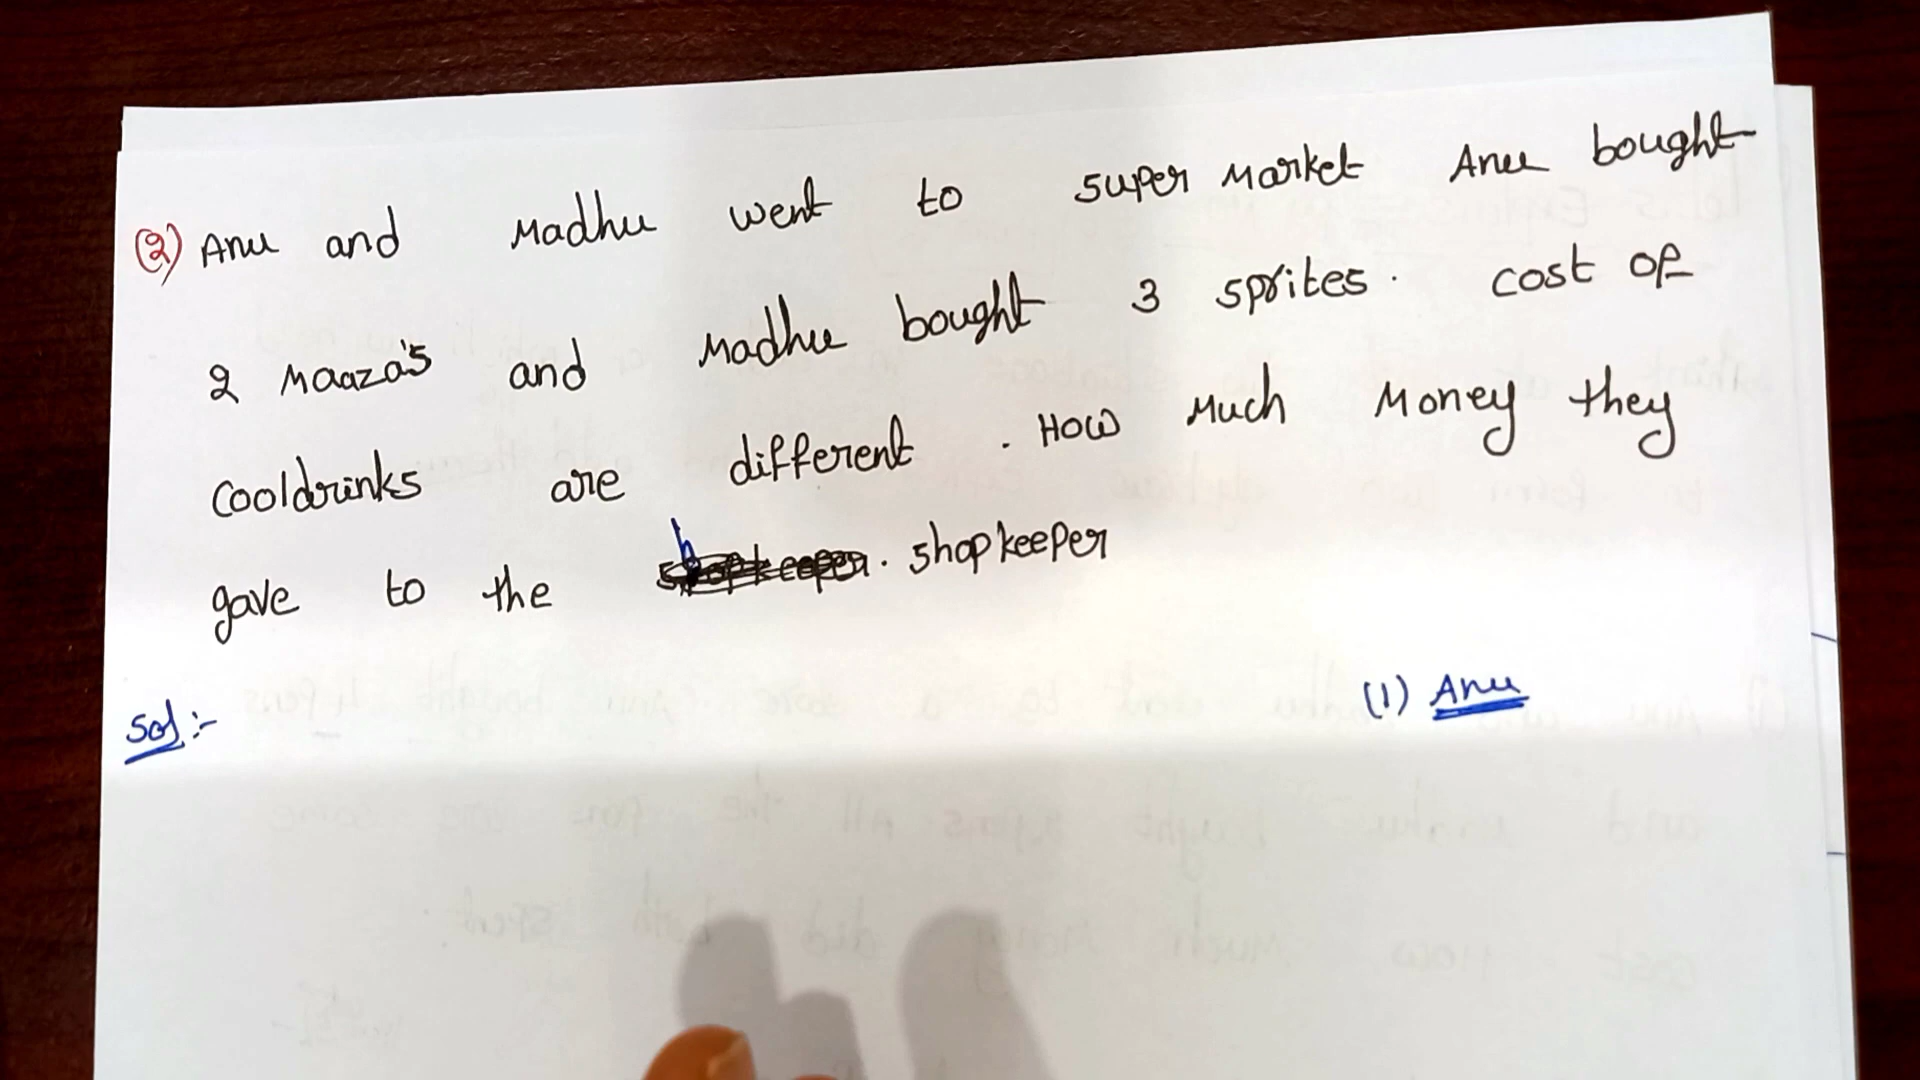 (2) Anu and Madhu went to super market Anu bought
2 Maaza's and Madhu bought 3 sprites. cost of
cooldrinks are different. How Much Money they
gave to the shopkeeper
Sol:-
(1) Anu